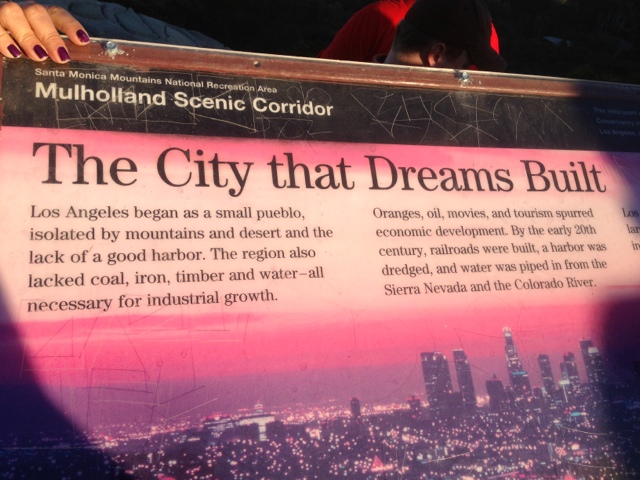 Santa Monica Mountains National Recreation Area
Mulholland Scenic Corridor
The City that Dreams Built
Los Angeles began as a small pueblo,
isolated by mountains and desert and the
lack of a good harbor. The region also
lacked coal, iron, timber and water–all
necessary for industrial growth.
Oranges, oil, movies, and tourism spurred
economic development. By the early 20th
century, railroads were built, a harbor was
dredged, and water was piped in from the
Sierra Nevada and the Colorado River.
Los